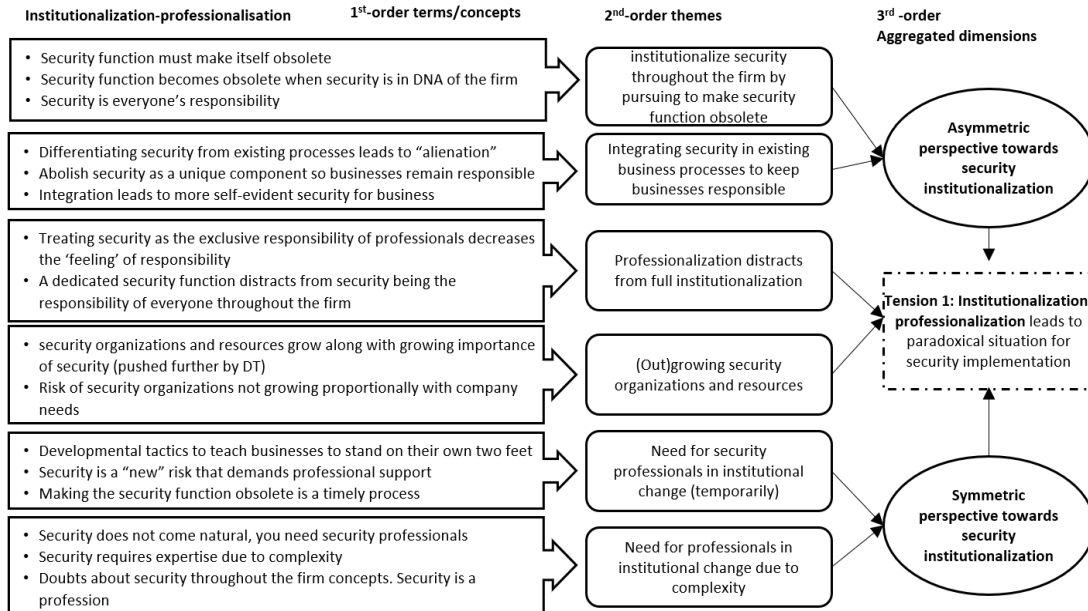 Institutionalization-professionalisation
1st-order terms/concepts
2nd-order themes
3rd -order
Aggregated dimensions
• Security function must make itself obsolete
• Security function becomes obsolete when security is in DNA of the firm
• Security is everyone's responsibility
institutionalize security
throughout the firm by
pursuing to make security
function obsolete
• Differentiating security from existing processes leads to “alienation”
• Abolish security as a unique component so businesses remain responsible
• Integration leads to more self-evident security for business
Integrating security in existing
business processes to keep
businesses responsible
Asymmetric
perspective towards
security
institutionalization
• Treating security as the exclusive responsibility of professionals decreases
the ‘feeling’ of responsibility
• A dedicated security function distracts from security being the
responsibility of everyone throughout the firm
Professionalization distracts
from full institutionalization
Tension 1: Institutionalization
professionalization leads to
paradoxical situation for
security implementation
• security organizations and resources grow along with growing importance
of security (pushed further by DT)
• Risk of security organizations not growing proportionally with company
needs
(Out)growing security
organizations and resources
• Developmental tactics to teach businesses to stand on their own two feet
• Security is a “new” risk that demands professional support
• Making the security function obsolete is a timely process
Need for security
professionals in institutional
change (temporarily)
Symmetric
perspective towards
security
institutionalization
• Security does not come natural, you need security professionals
• Security requires expertise due to complexity
• Doubts about security throughout the firm concepts. Security is a
profession
Need for professionals in
institutional change due to
complexity